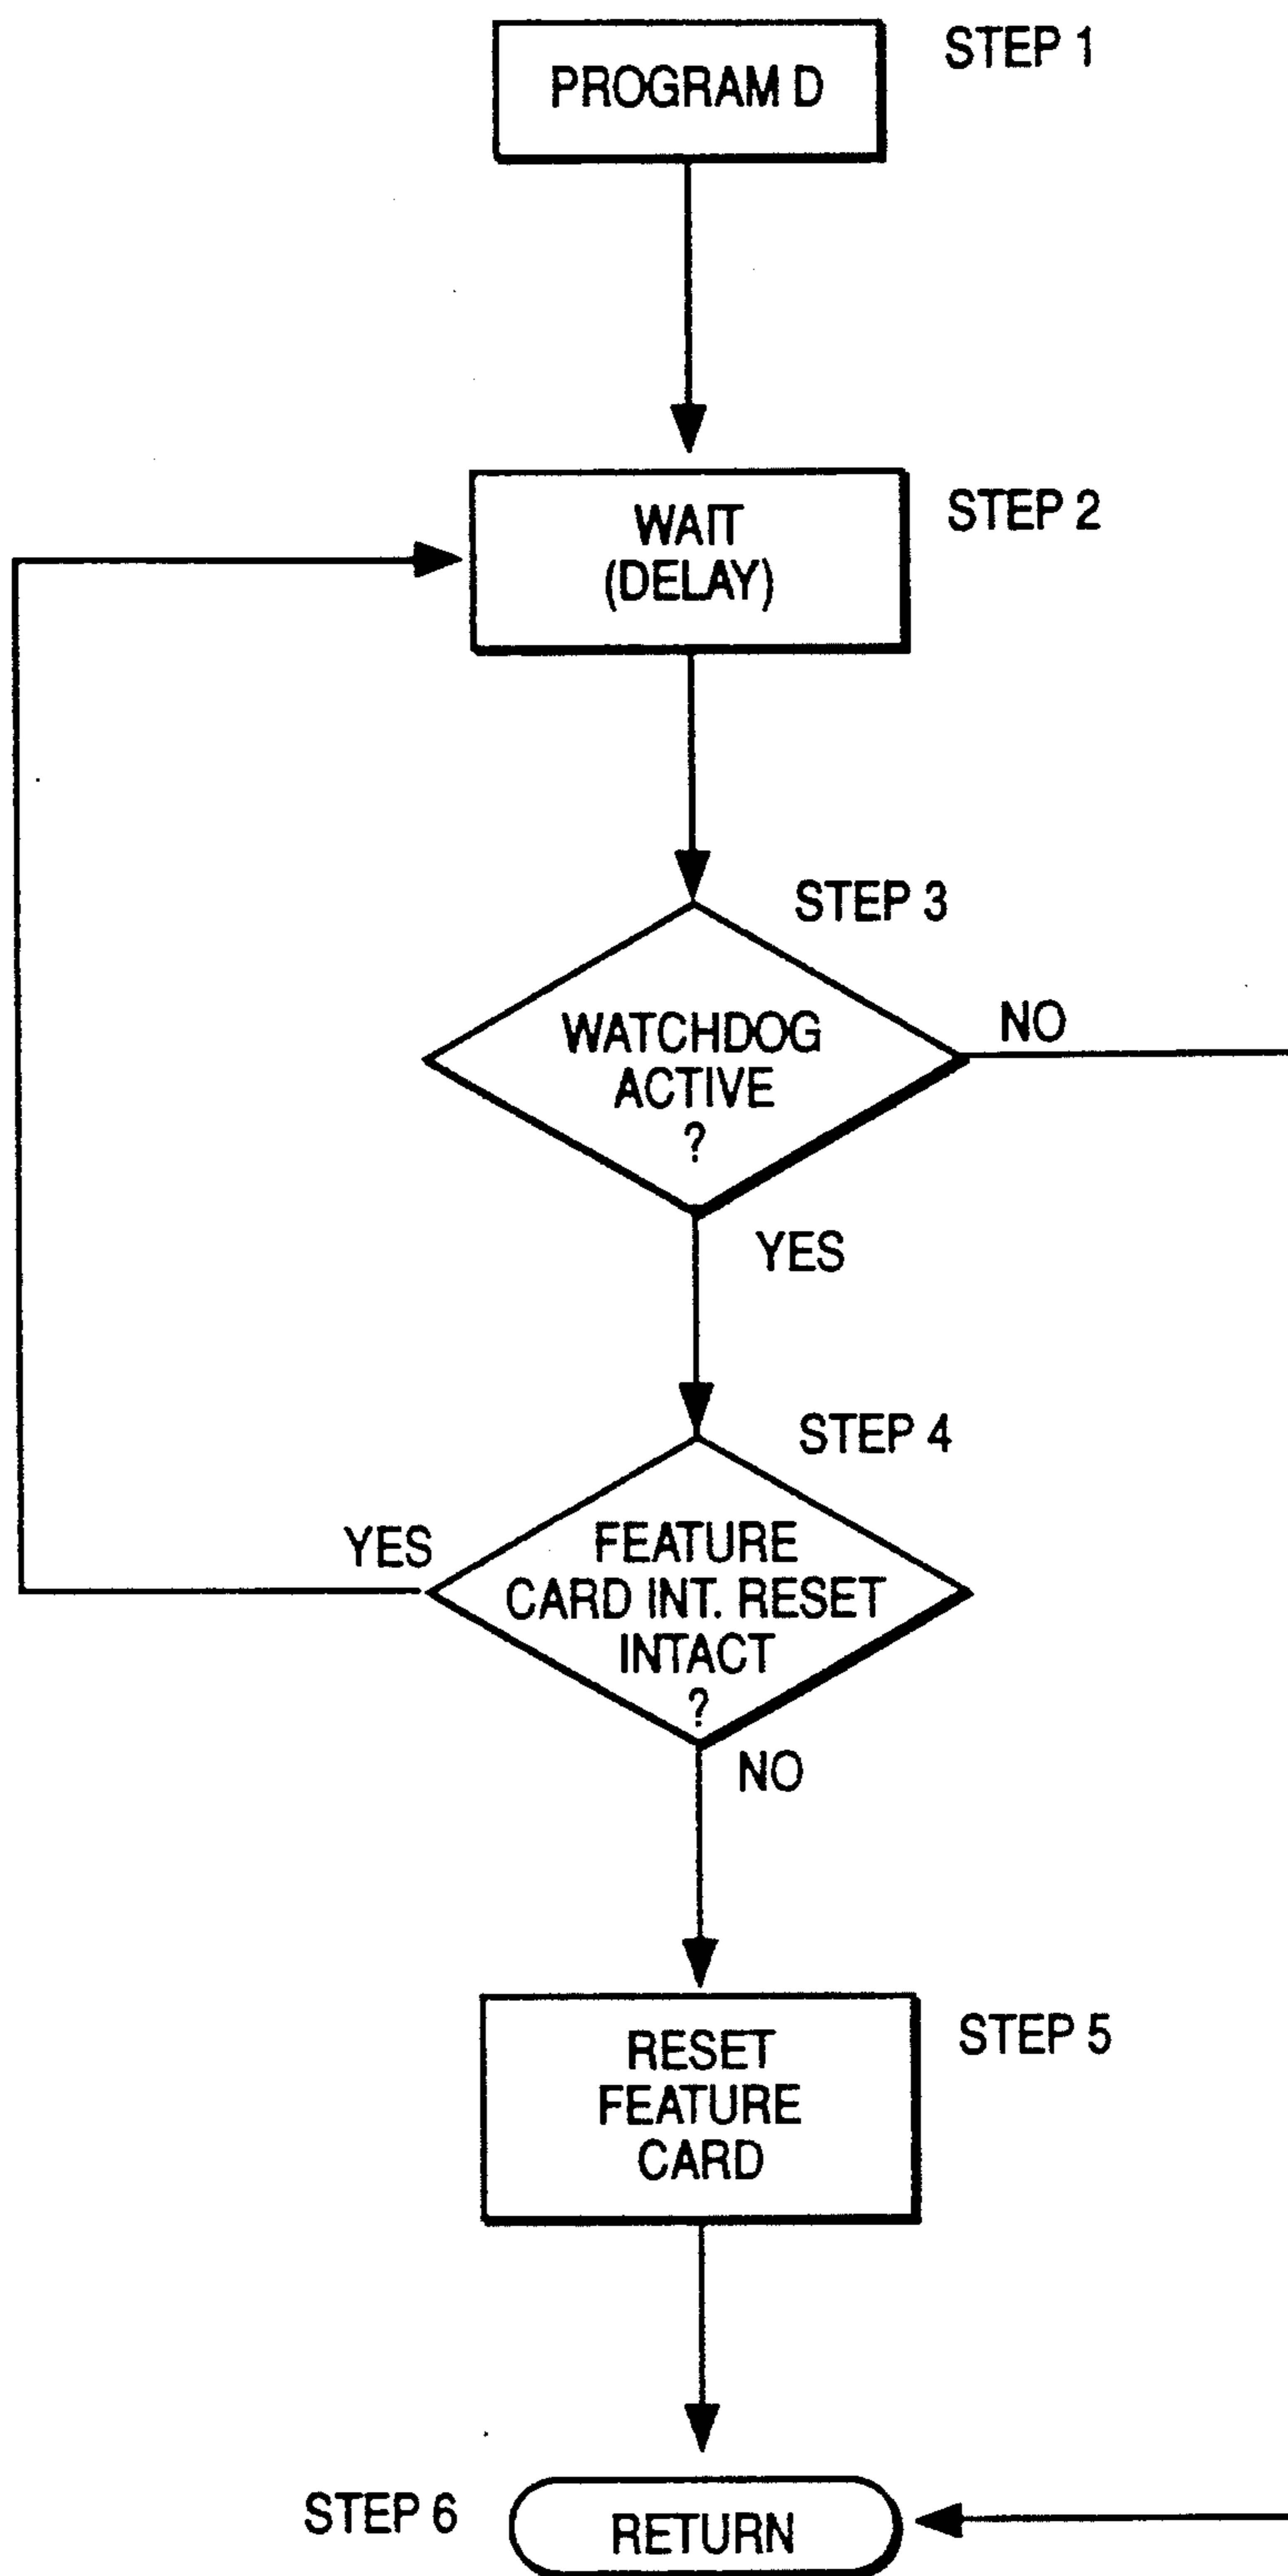 PROGRAM D
STEP 1
WAIT
(DELAY)
STEP 2
STEP 3
WATCHDOG
ACTIVE
?
NO
YES
STEP 4
YES
FEATURE
CARD INT. RESET
INTACT
?
NO
RESET
FEATURE
CARD
STEP 5
STEP 6
RETURN